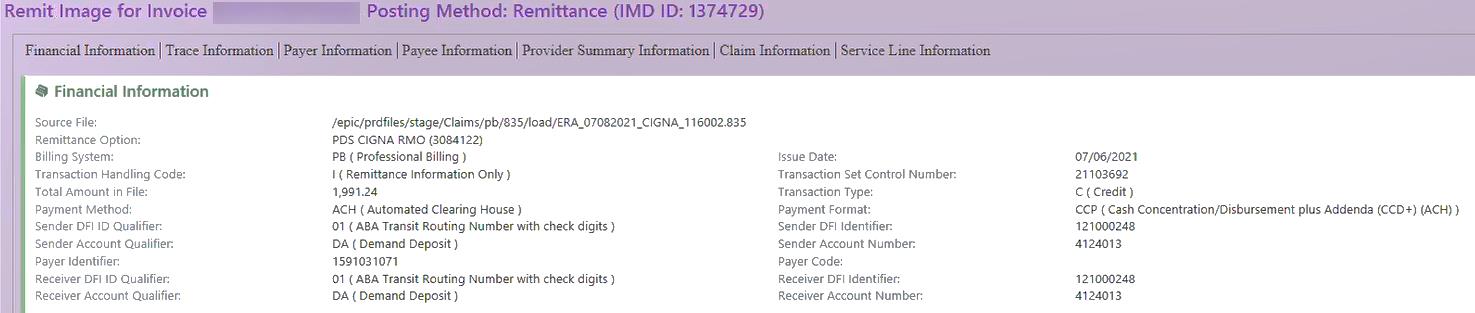 Remit Image for Invoice Posting Method: Remittance (IMD ID: 1374729)
Financial Information | Trace Information | Payer Information | Payee Information | Provider Summary Information | Claim Information | Service Line Information
Financial Information
Source File: /epic/prdfiles/stage/Claims/pb/835/load/ERA_07082021_CIGNA_116002.835
Remittance Option: PDS CIGNA RMO (3084122)
Billing System: PB ( Professional Billing ) Issue Date: 07/06/2021
Transaction Handling Code: I ( Remittance Information Only ) Transaction Set Control Number: 21103692
Total Amount in File: 1,991.24 Transaction Type: C ( Credit )
Payment Method: ACH ( Automated Clearing House ) Payment Format: CCP ( Cash Concentration/Disbursement plus Addenda (CCD+) (ACH) )
Sender DFI ID Qualifier: 01 ( ABA Transit Routing Number with check digits ) Sender DFI Identifier: 121000248
Sender Account Qualifier: DA ( Demand Deposit ) Sender Account Number: 4124013
Payer Identifier: 1591031071 Payer Code:
Receiver DFI ID Qualifier: 01 ( ABA Transit Routing Number with check digits ) Receiver DFI Identifier: 121000248
Receiver Account Qualifier: DA ( Demand Deposit ) Receiver Account Number: 4124013